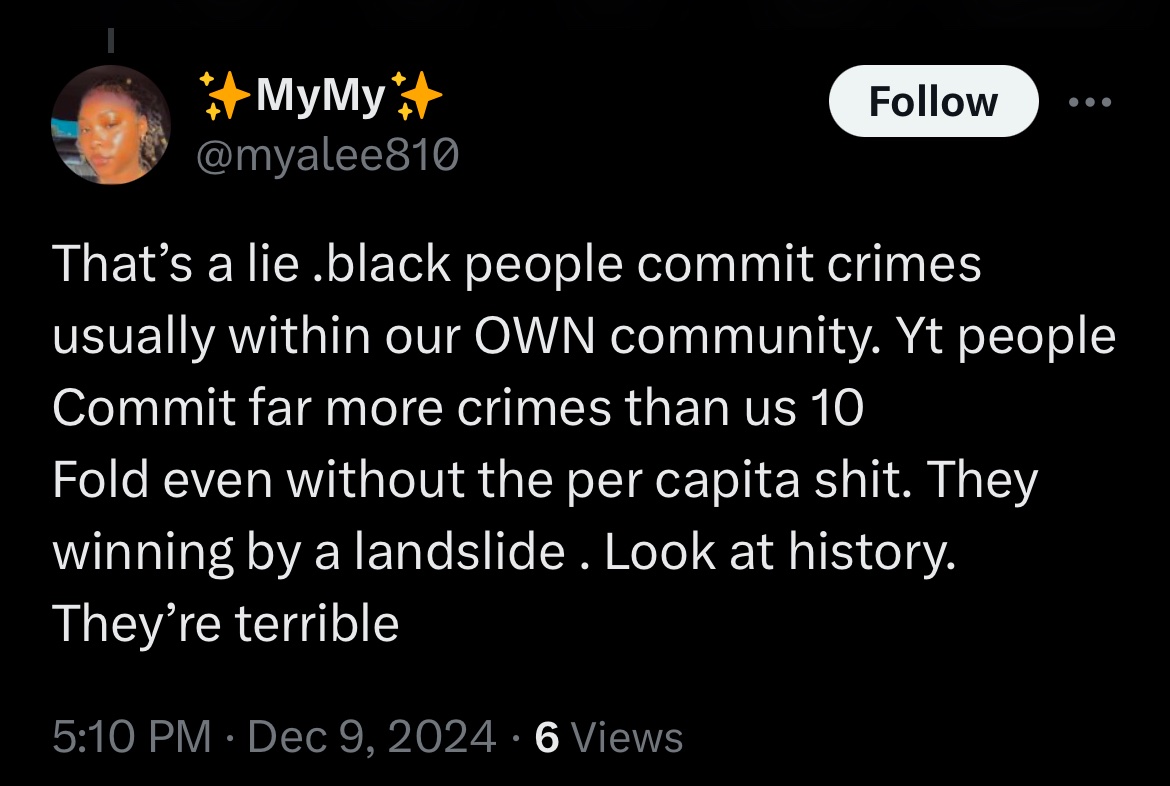 ✨MyMy✨
Follow
@myalee810
That’s a lie .black people commit crimes
usually within our OWN community. Yt people
Commit far more crimes than us 10
Fold even without the per capita shit. They
winning by a landslide . Look at history.
They’re terrible
5:10 PM · Dec 9, 2024 · 6 Views